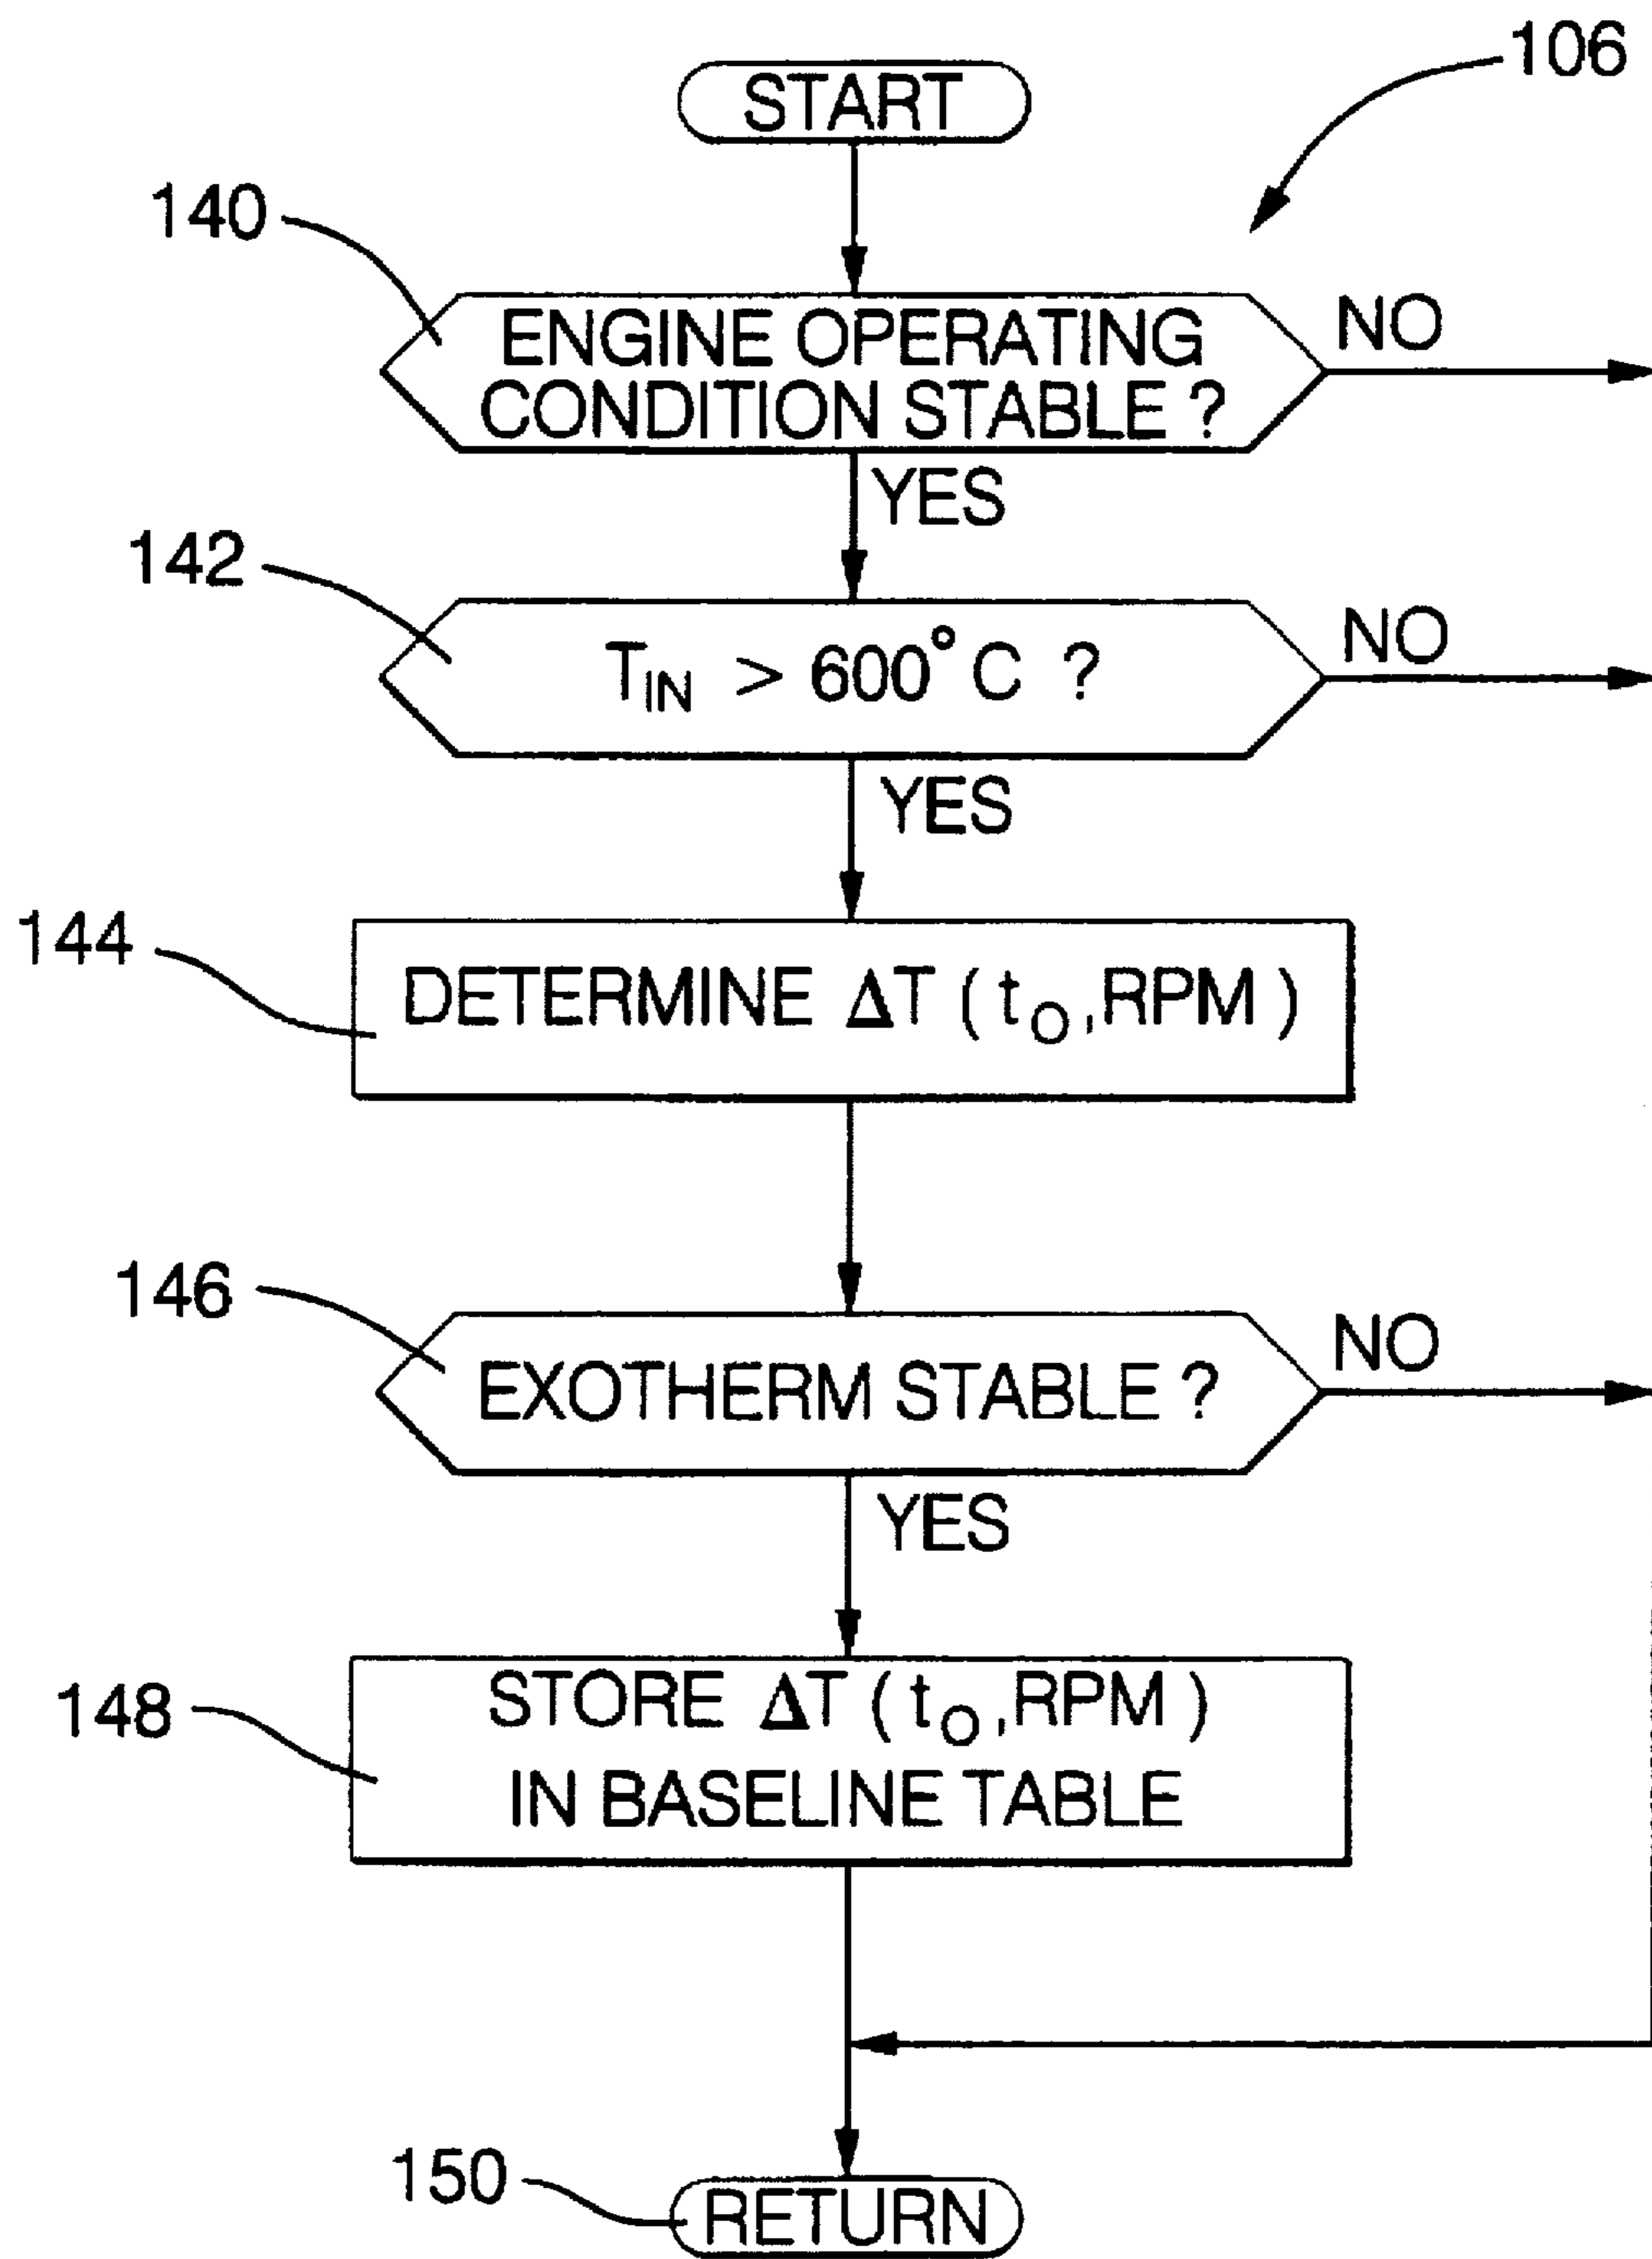 106
START
140
ENGINE OPERATING
CONDITION STABLE ?
NO
YES
142
T_IN > 600° C ?
NO
YES
144
DETERMINE ΔT ( t_O ,RPM )
146
EXOTHERM STABLE ?
NO
YES
148
STORE ΔT ( t_O ,RPM )
IN BASELINE TABLE
150
RETURN